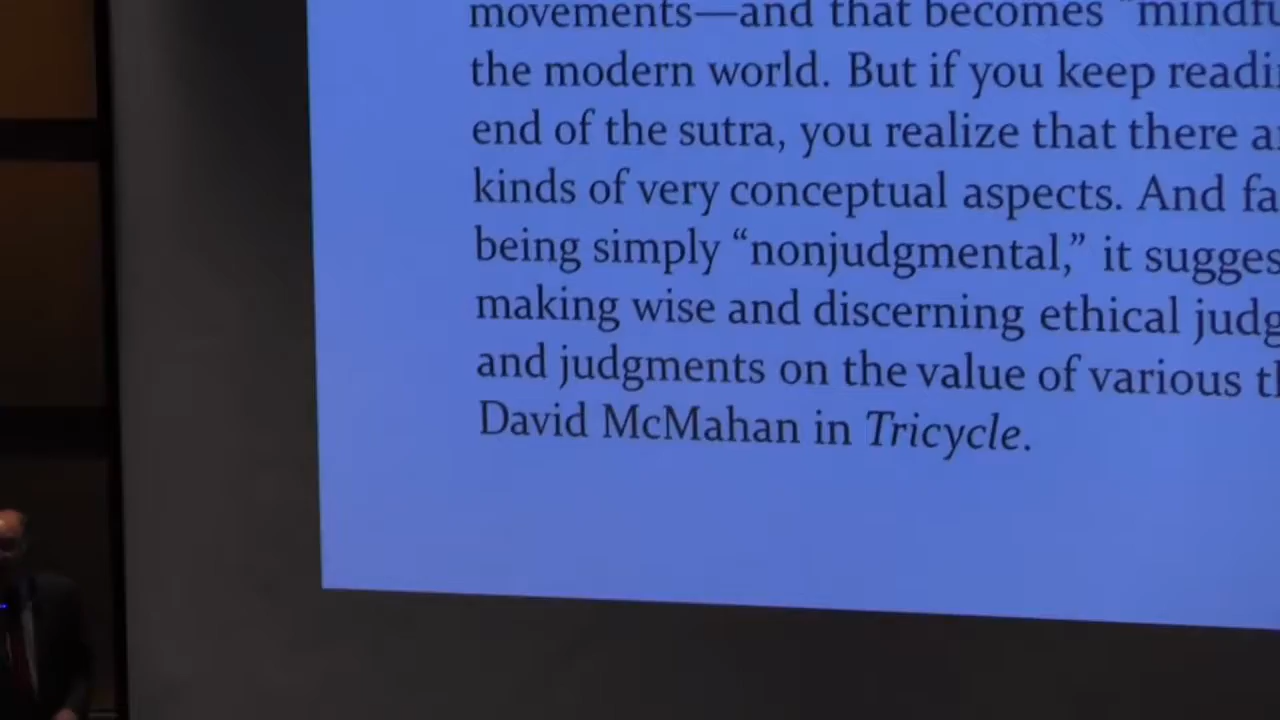 movements—and that becomes
the modern world. But if you keep
end of the sutra, you realize that there
kinds of very conceptual aspects. And
being simply “nonjudgmental,” it
making wise and discerning ethical
and judgments on the value of various
David McMahan in Tricycle.